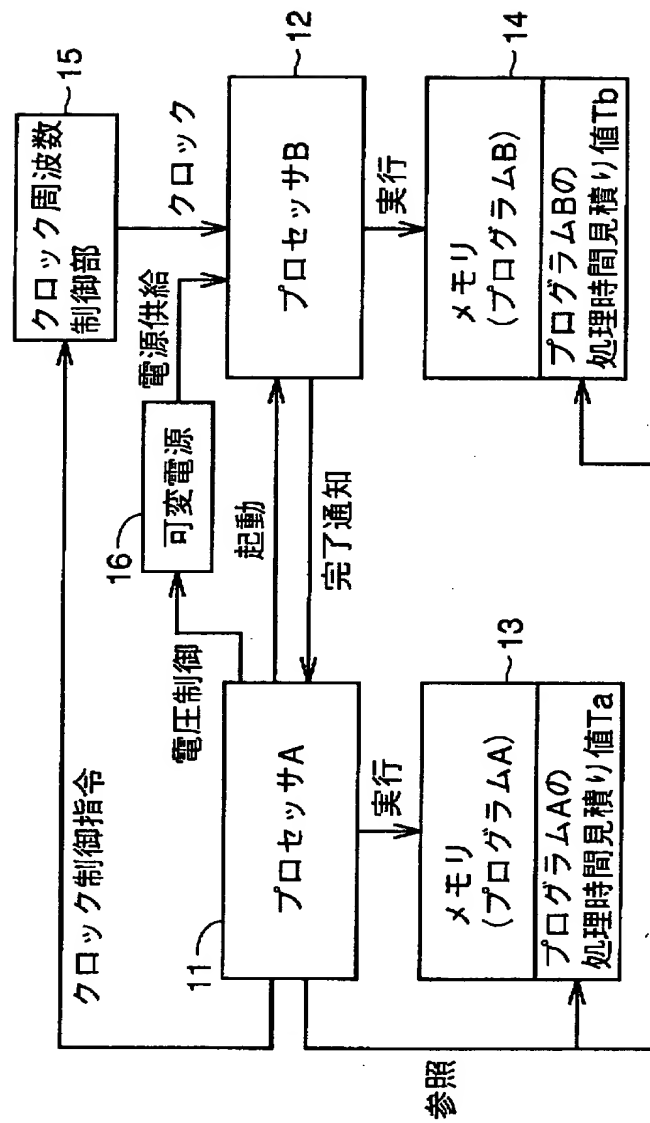 クロック制御指令
15
クロック周波数
制御部
16
可変電源
電源供給
クロック
電圧制御
11
プロセッサA
起動
完了通知
12
プロセッサB
実行
実行
参照
13
メモリ
(プログラムA)
プログラムAの
処理時間見積り値Ta
14
メモリ
(プログラムB)
プログラムBの
処理時間見積り値Tb